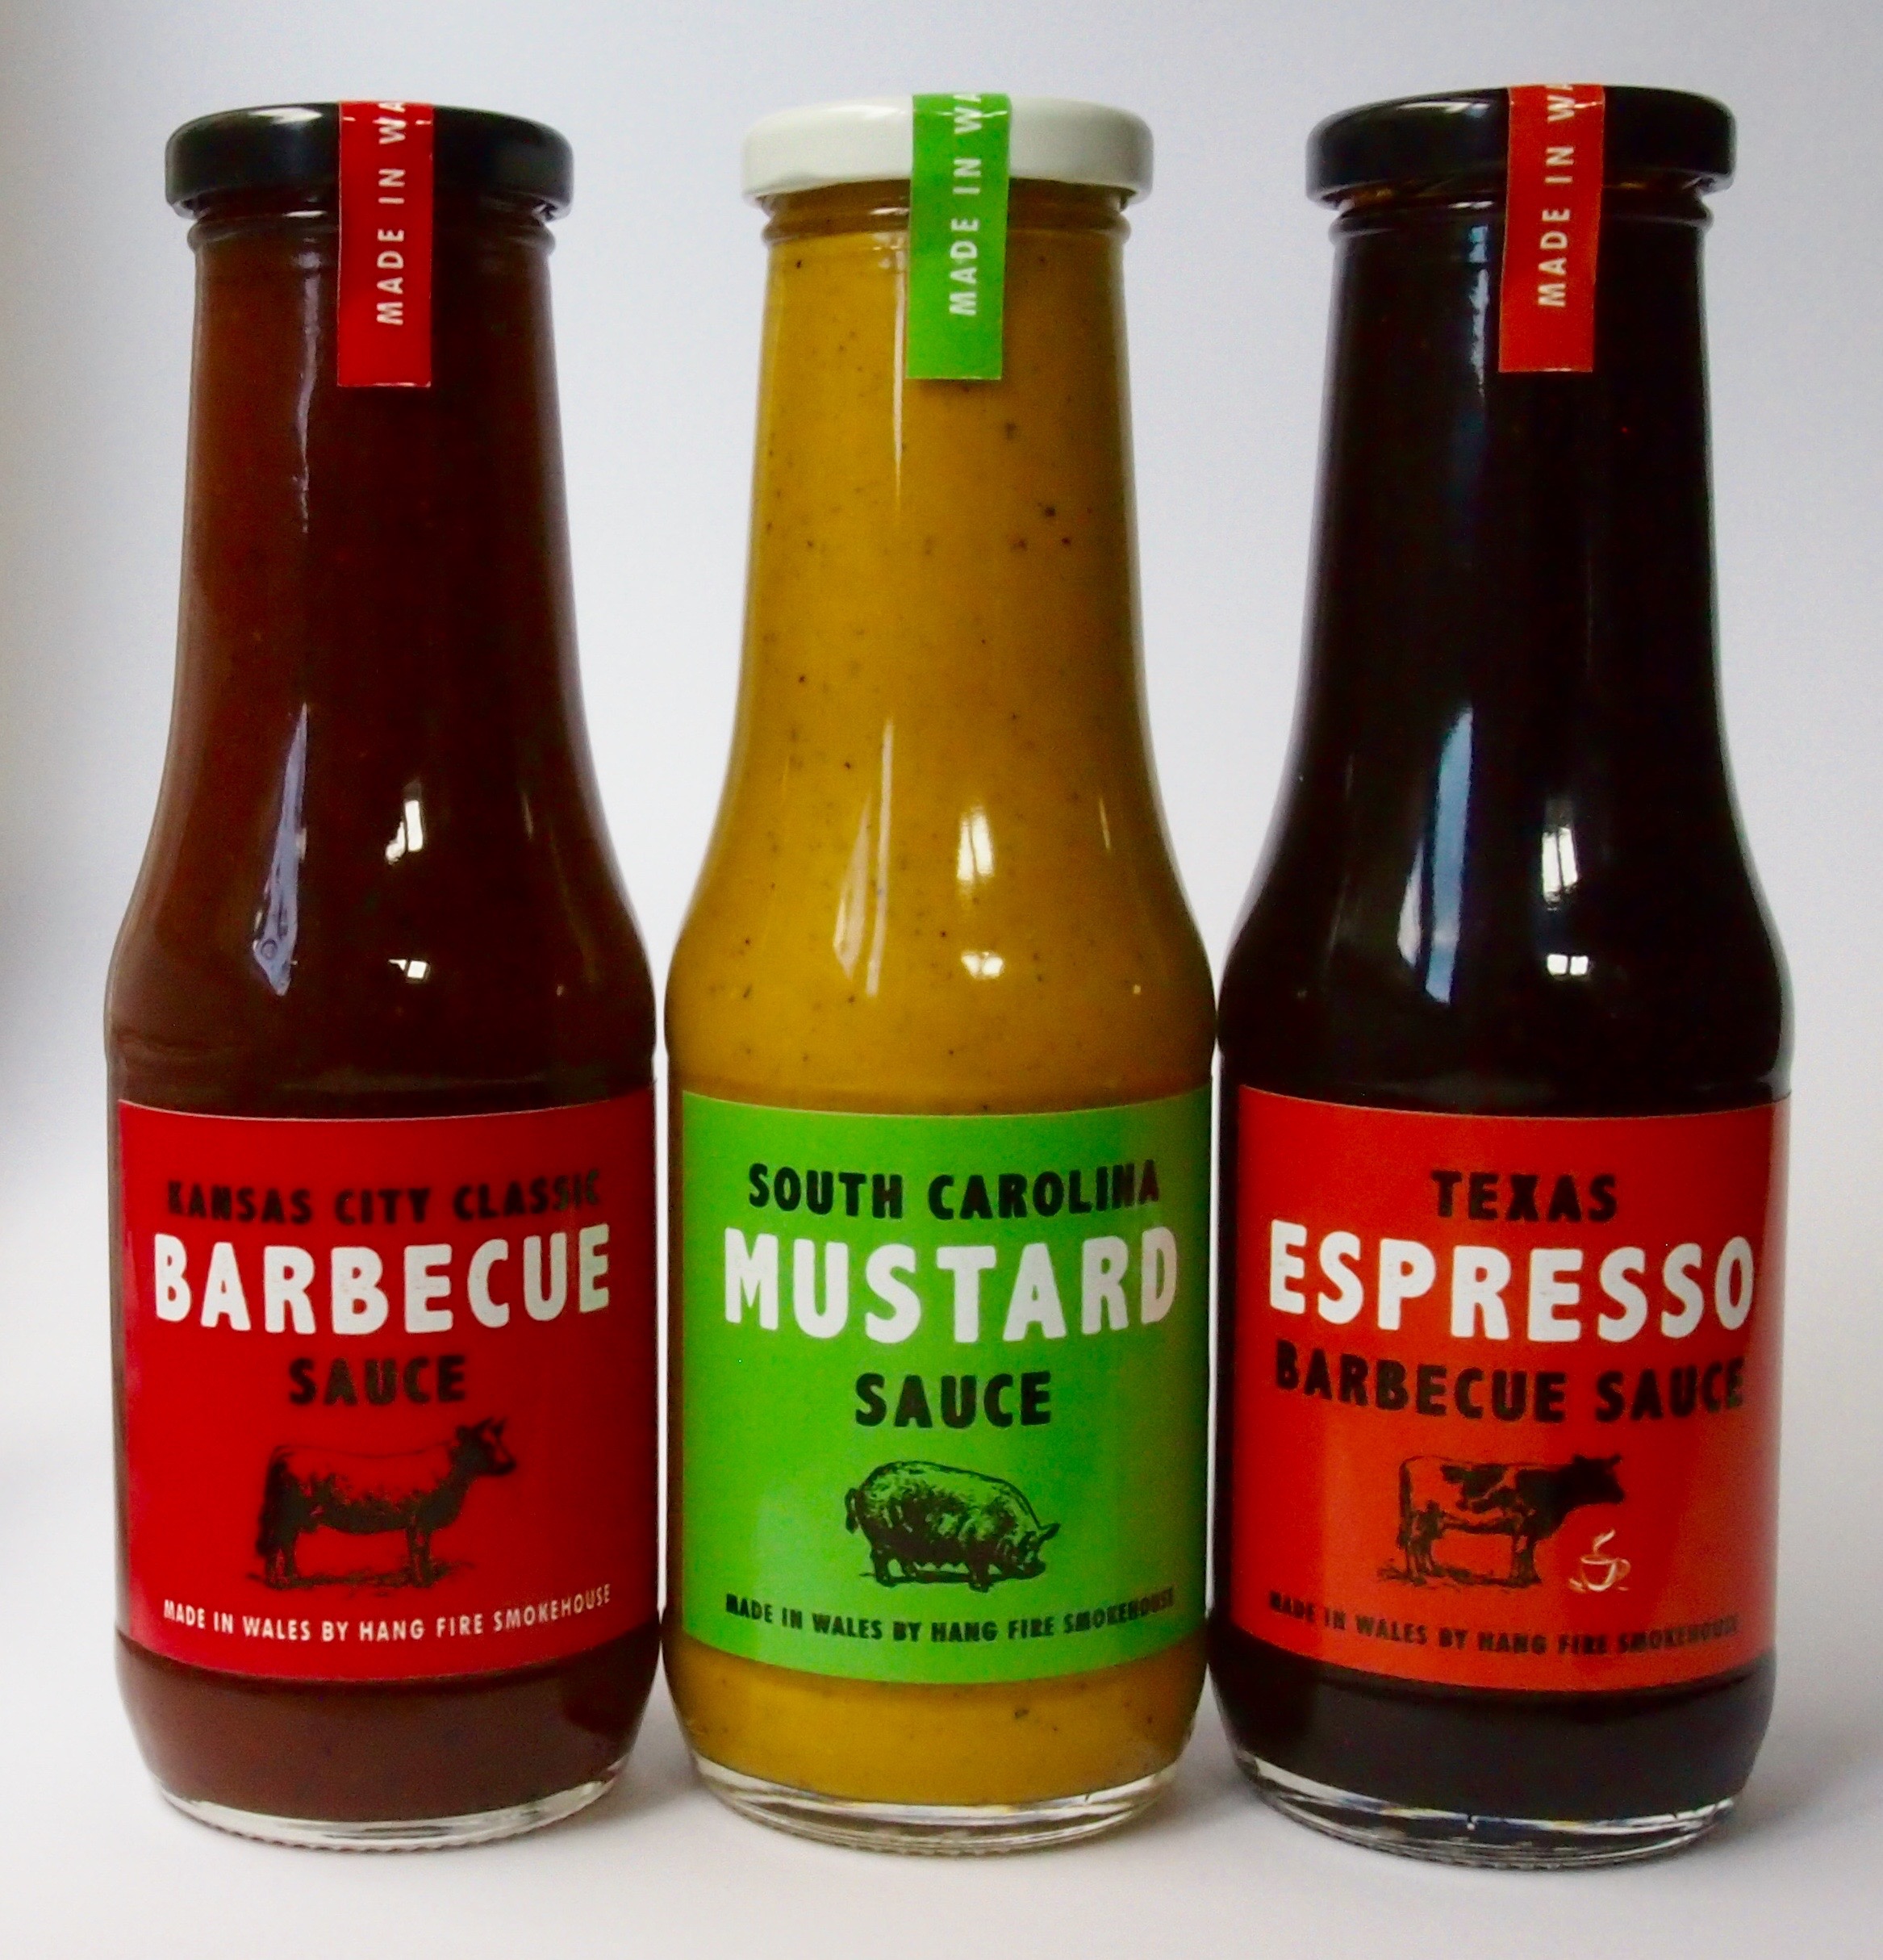 MADE IN WA
MADE IN WA
MADE IN WA
KANSAS CITY CLASSIC
BARBECUE
SAUCE
MADE IN WALES BY HANG FIRE SMOKEHOUSE
SOUTH CAROLINA
MUSTARD
SAUCE
MADE IN WALES BY HANG FIRE SMOKEHOUSE
TEXAS
ESPRESSO
BARBECUE SAUCE
MADE IN WALES BY HANG FIRE SMOKEHOUSE